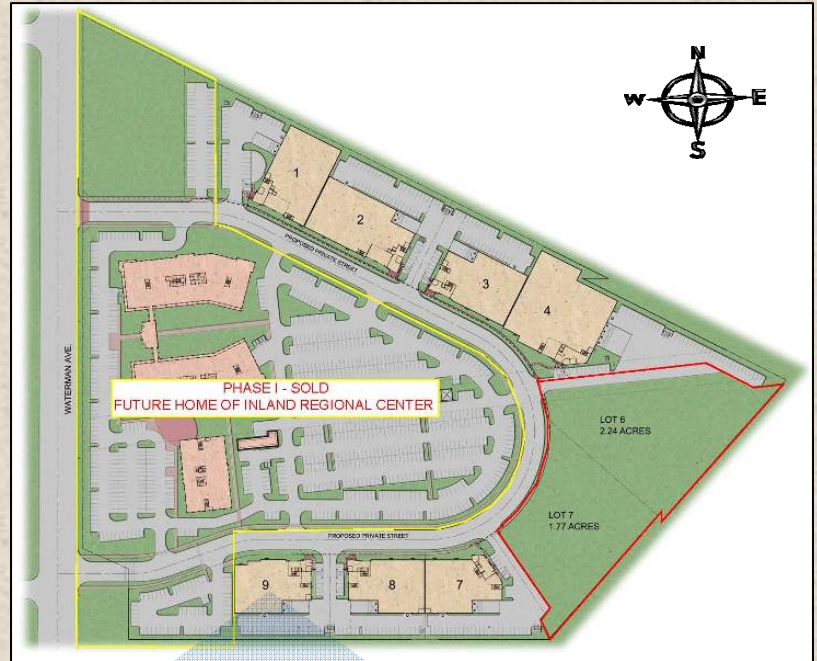 N
W
E
S
1
2
PROPOSED PRIVATE STREET
3
4
WATERMAN AVE.
PHASE I - SOLD
FUTURE HOME OF INLAND REGIONAL CENTER
LOT 6
2.24 ACRES
LOT 7
1.77 ACRES
PROPOSED PRIVATE STREET
9
8
7